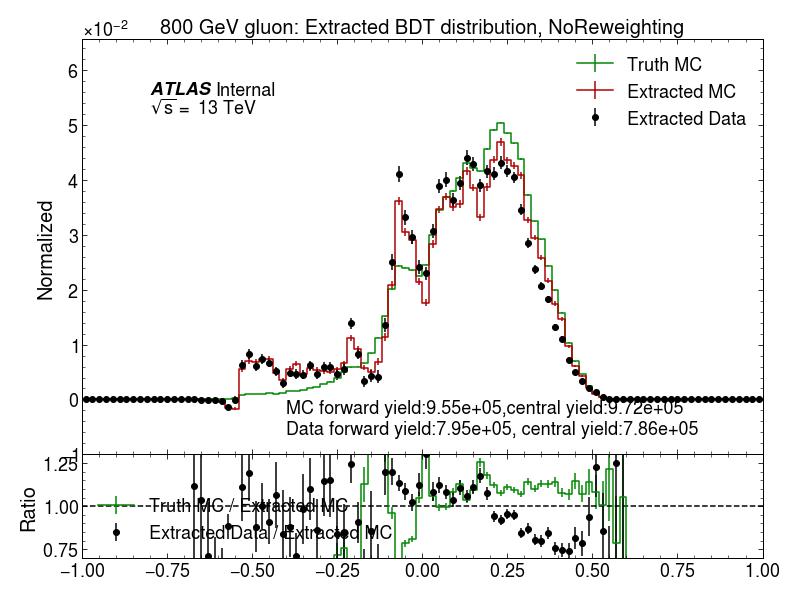 ×10−2
800 GeV gluon: Extracted BDT distribution, NoReweighting
ATLAS Internal
√s = 13 TeV
Truth MC
Extracted MC
Extracted Data
Normalized
6
5
4
3
2
1
0
1
MC forward yield:9.55e+05,central yield:9.72e+05
Data forward yield:7.95e+05, central yield:7.86e+05
Ratio
1.25
1.00
0.75
Truth MC / Extracted MC
Extracted Data / Extracted MC
−1.00 −0.75 −0.50 −0.25 0.00 0.25 0.50 0.75 1.00